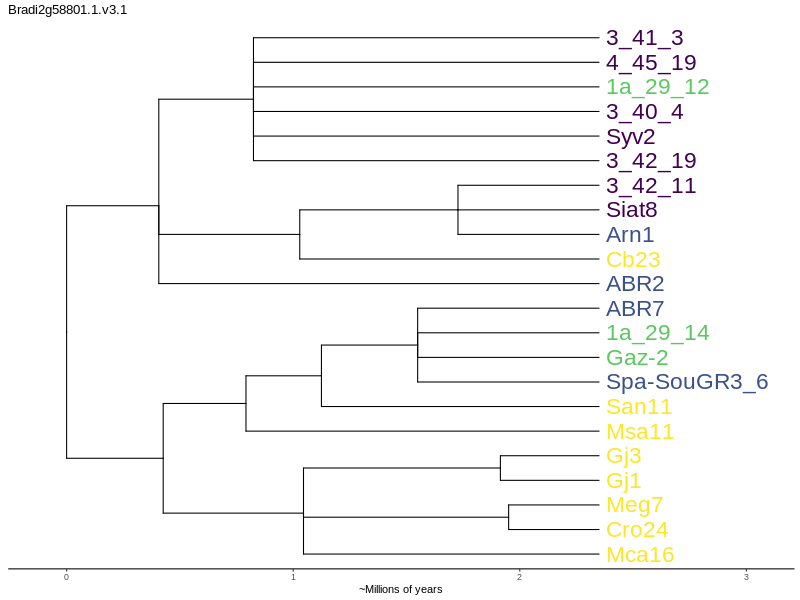 Bradi2g58801.1.v3.1
3_41_3
4_45_19
1a_29_12
3_40_4
Syv2
3_42_19
3_42_11
Siat8
Arn1
Cb23
ABR2
ABR7
1a_29_14
Gaz-2
Spa-SouGR3_6
San11
Msa11
Gj3
Gj1
Meg7
Cro24
Mca16
0 1 2 3
~Millions of years